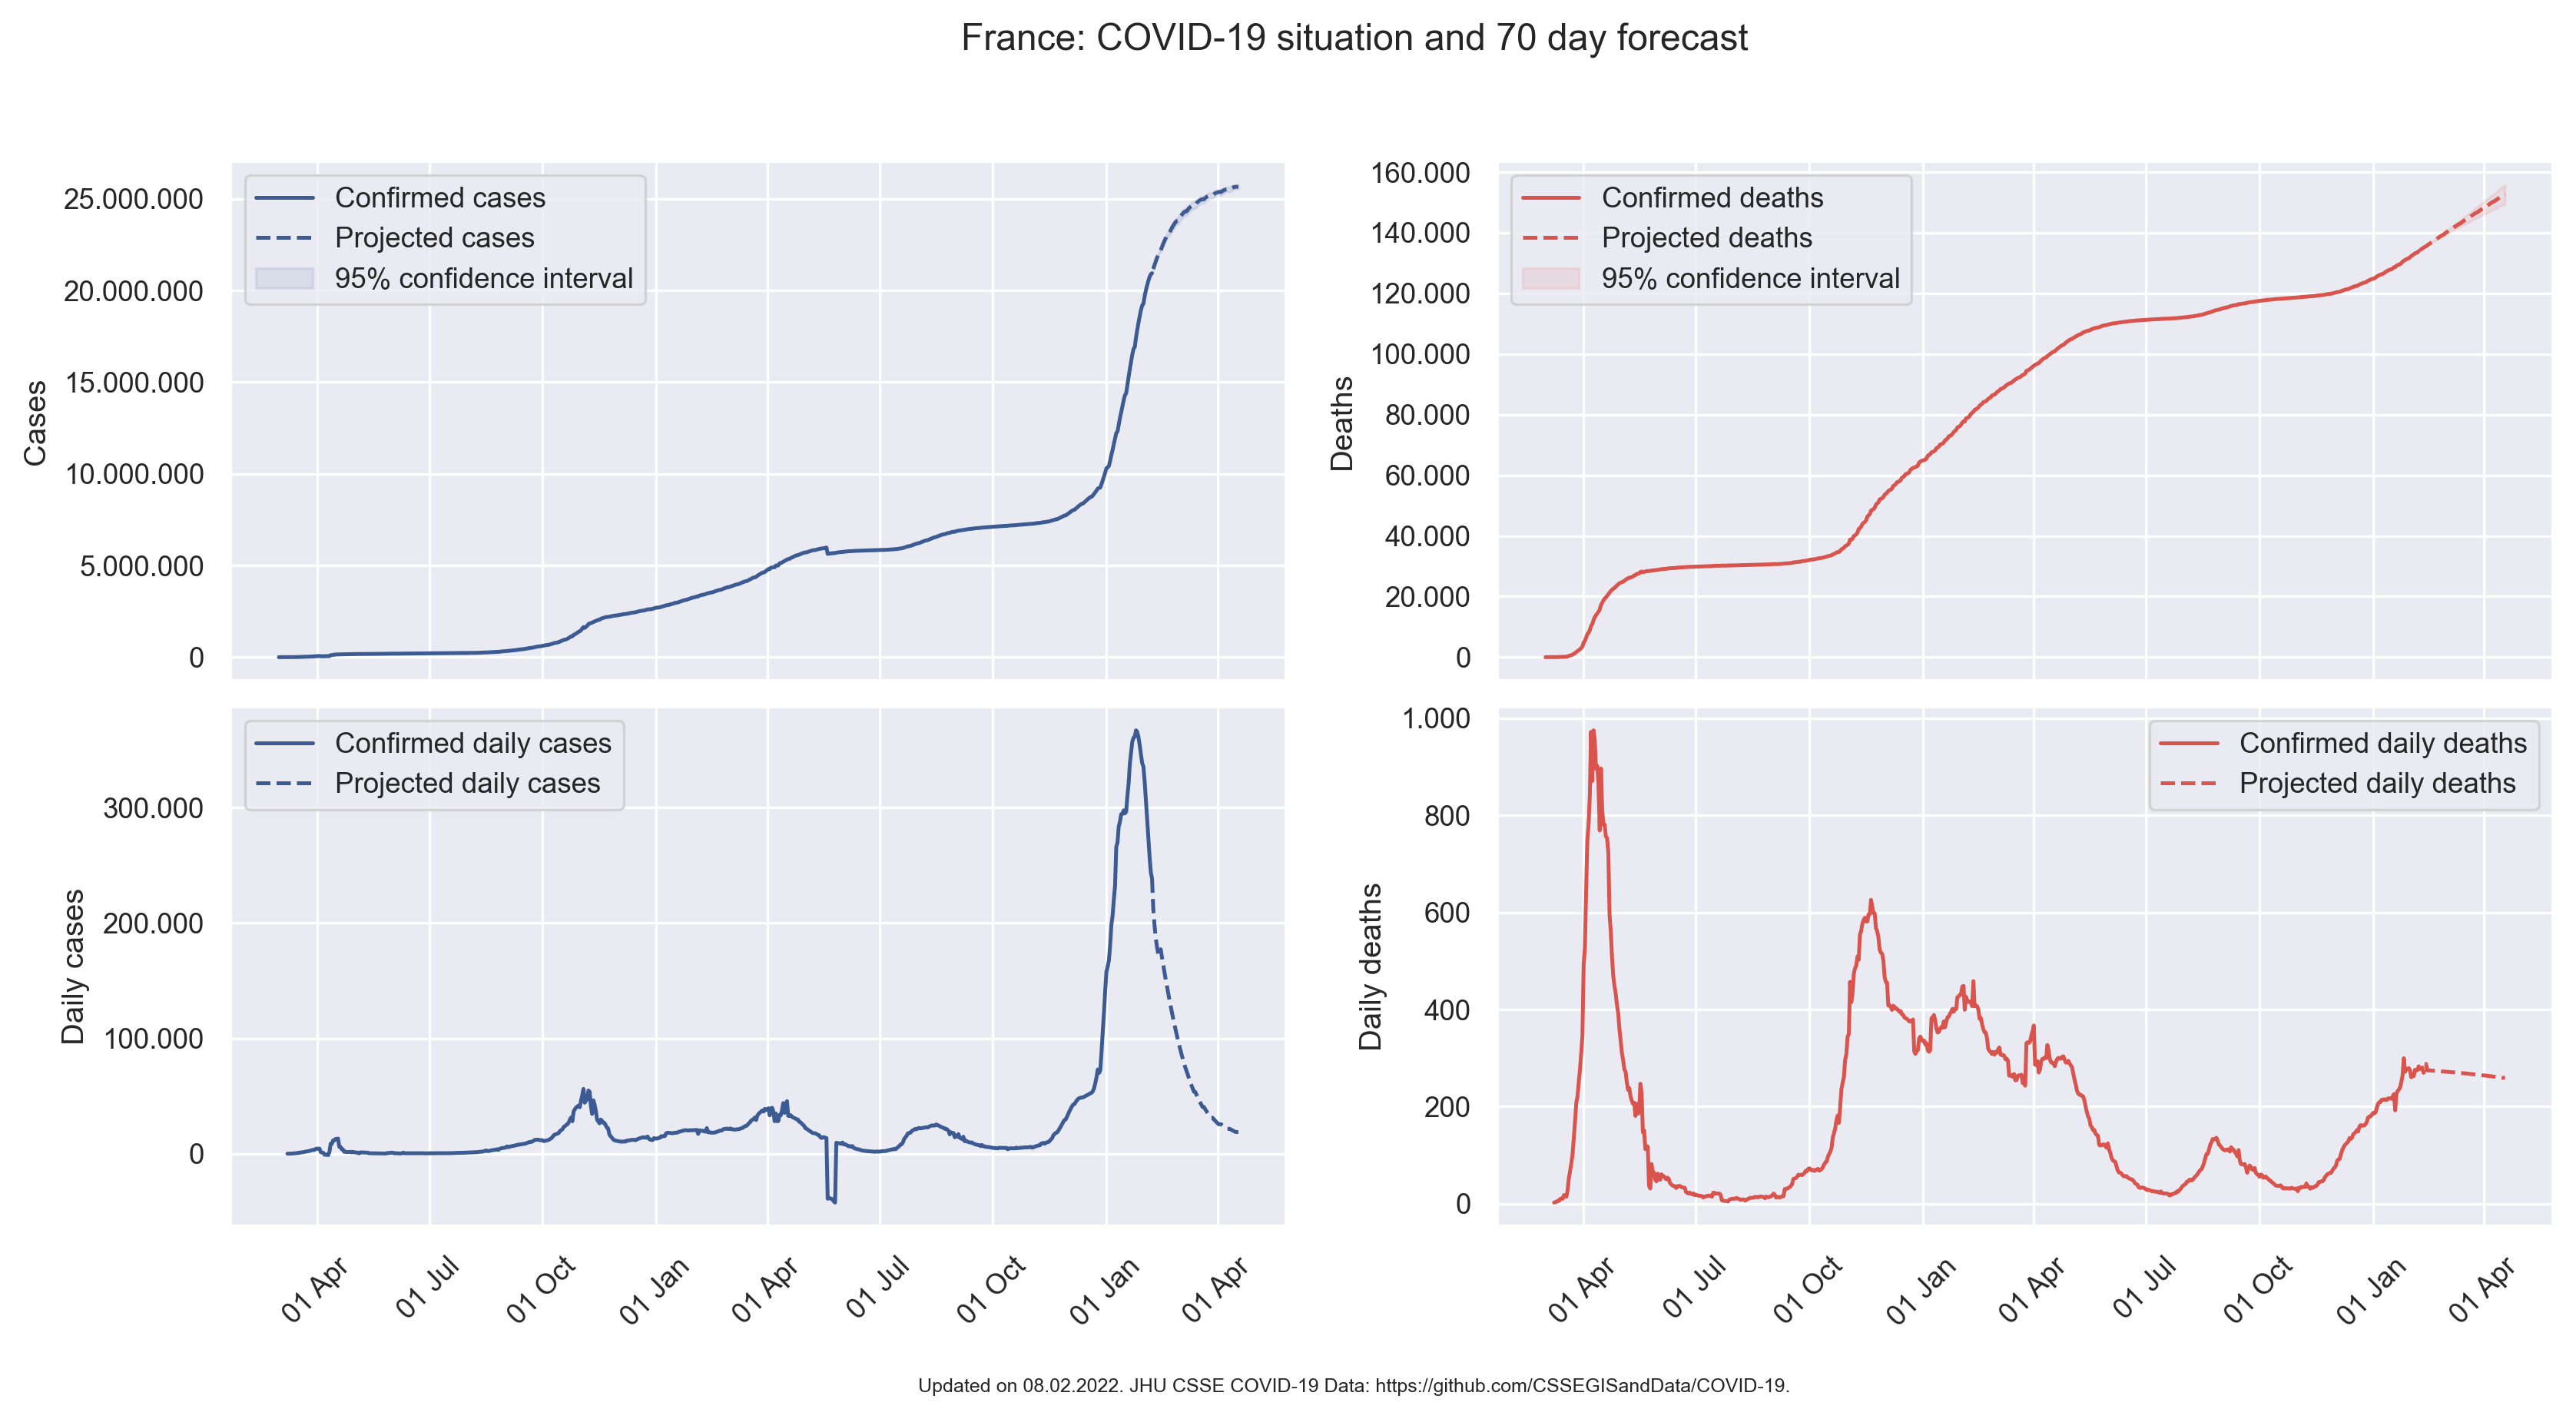 France: COVID-19 situation and 70 day forecast
Cases
25.000.000
20.000.000
15.000.000
10.000.000
5.000.000
0
Confirmed cases
Projected cases
95% confidence interval
Deaths
160.000
140.000
120.000
100.000
80.000
60.000
40.000
20.000
0
Confirmed deaths
Projected deaths
95% confidence interval
Daily cases
300.000
200.000
100.000
0
Confirmed daily cases
Projected daily cases
01 Apr
01 Jul
01 Oct
01 Jan
01 Apr
01 Jul
01 Oct
01 Jan
01 Apr
Daily deaths
1.000
800
600
400
200
0
Confirmed daily deaths
Projected daily deaths
01 Apr
01 Jul
01 Oct
01 Jan
01 Apr
01 Jul
01 Oct
01 Jan
01 Apr
Updated on 08.02.2022. JHU CSSE COVID-19 Data: https://github.com/CSSEGISandData/COVID-19.